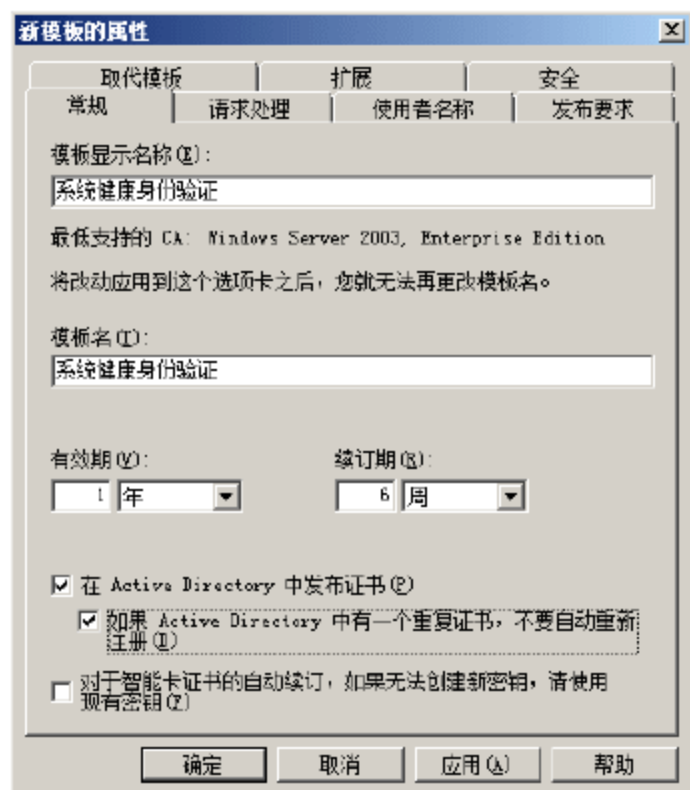 新模板的属性
取代模板 扩展 安全
常规 请求处理 使用者名称 发布要求
模板显示名称(E):
系统健康身份验证
最低支持的 CA: Windows Server 2003, Enterprise Edition
将改动应用到这个选项卡之后，您就无法再更改模板名。
模板名(T):
系统健康身份验证
有效期(V): 续订期(R):
1 年 6 周
在 Active Directory 中发布证书(P)
如果 Active Directory 中有一个重复证书，不要自动重新
注册(D)
对于智能卡证书的自动续订，如果无法创建新密钥，请使用
现有密钥(F)
确定 取消 应用(A) 帮助